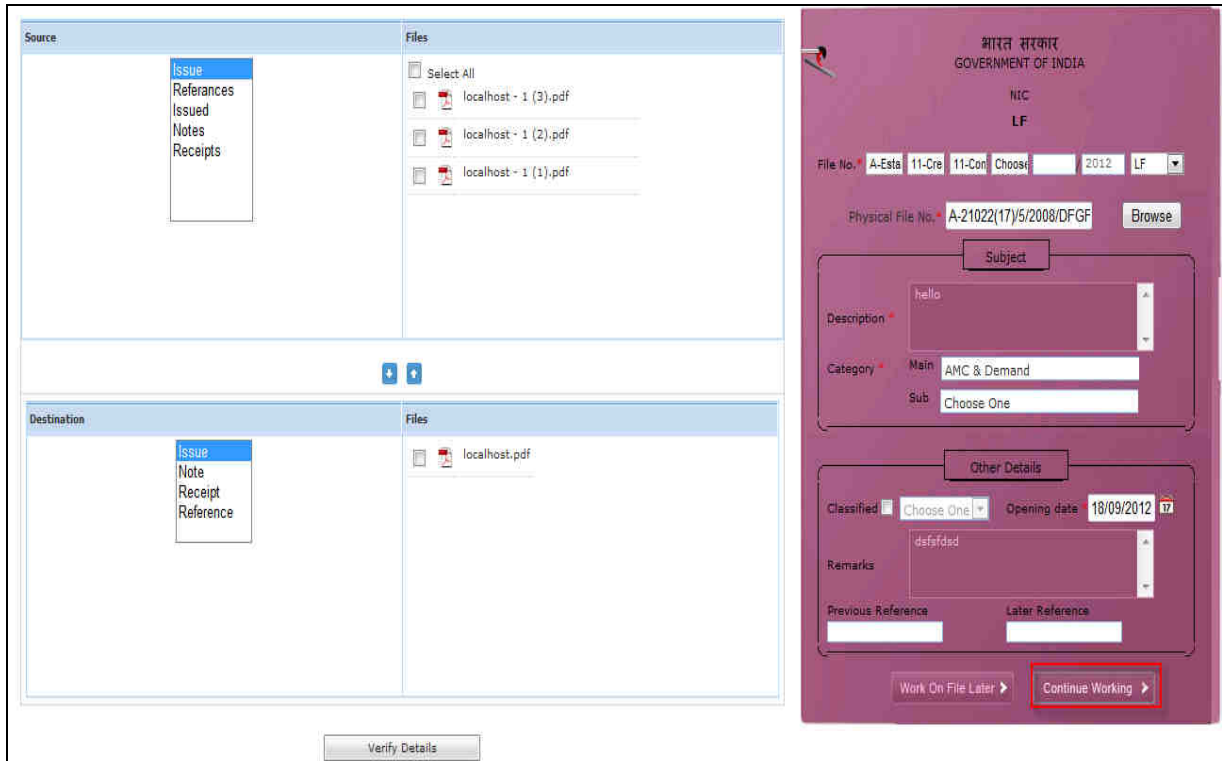 Source
Files
Issue
Referances
Issued
Notes
Receipts
Select All
localhost - 1 (3).pdf
localhost - 1 (2).pdf
localhost - 1 (1).pdf
Destination
Files
Issue
Note
Receipt
Reference
localhost.pdf
Verify Details
भारत सरकार
GOVERNMENT OF INDIA
NIC
LF
File No.* A-Esta 11-Cre 11-Con Choose / 2012 LF
Physical File No.* A-21022(17)/5/2008/DFGF Browse
Subject
hello
Description *
Category * Main AMC & Demand
Sub Choose One
Other Details
Classified Choose One Opening date * 18/09/2012 17
dsfsfdsd
Remarks
Previous Reference Later Reference
Work On File Later Continue Working